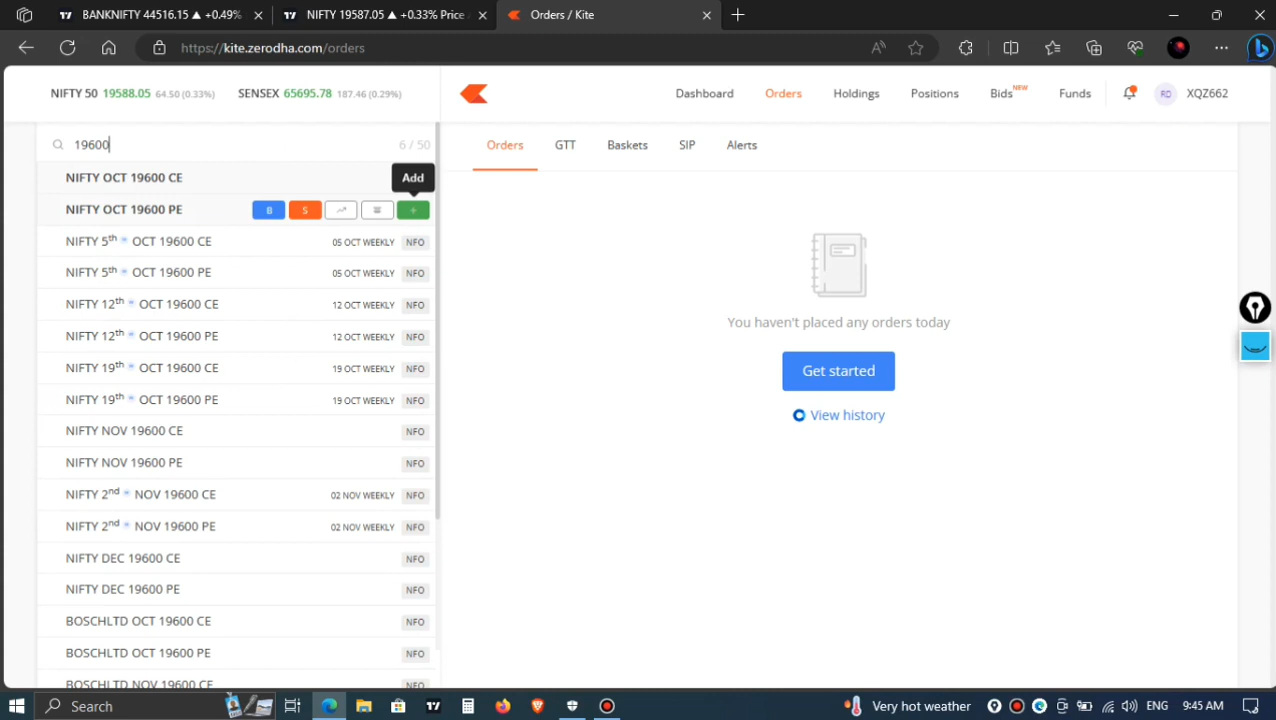 BANKNIFTY 44516.15 ▲ +0.49%
NIFTY 19587.05 ▲ +0.33% Price
Orders / Kite
https://kite.zerodha.com/orders
NIFTY 50 19588.05 64.50 (0.33%) SENSEX 65695.78 187.46 (0.29%)
Dashboard Orders Holdings Positions Bids NEW Funds RD XQZ662
19600 6 / 50
Orders GTT Baskets SIP Alerts
NIFTY OCT 19600 CE
Add
NIFTY OCT 19600 PE B S +
NIFTY 5th OCT 19600 CE 05 OCT WEEKLY NFO
NIFTY 5th OCT 19600 PE 05 OCT WEEKLY NFO
NIFTY 12th OCT 19600 CE 12 OCT WEEKLY NFO
NIFTY 12th OCT 19600 PE 12 OCT WEEKLY NFO
NIFTY 19th OCT 19600 CE 19 OCT WEEKLY NFO
NIFTY 19th OCT 19600 PE 19 OCT WEEKLY NFO
NIFTY NOV 19600 CE NFO
NIFTY NOV 19600 PE NFO
NIFTY 2nd NOV 19600 CE 02 NOV WEEKLY NFO
NIFTY 2nd NOV 19600 PE 02 NOV WEEKLY NFO
NIFTY DEC 19600 CE NFO
NIFTY DEC 19600 PE NFO
BOSCHLTD OCT 19600 CE NFO
BOSCHLTD OCT 19600 PE NFO
BOSCHLTD NOV 19600 CE NFO
You haven't placed any orders today
Get started
View history
Search
Very hot weather ENG 9:45 AM